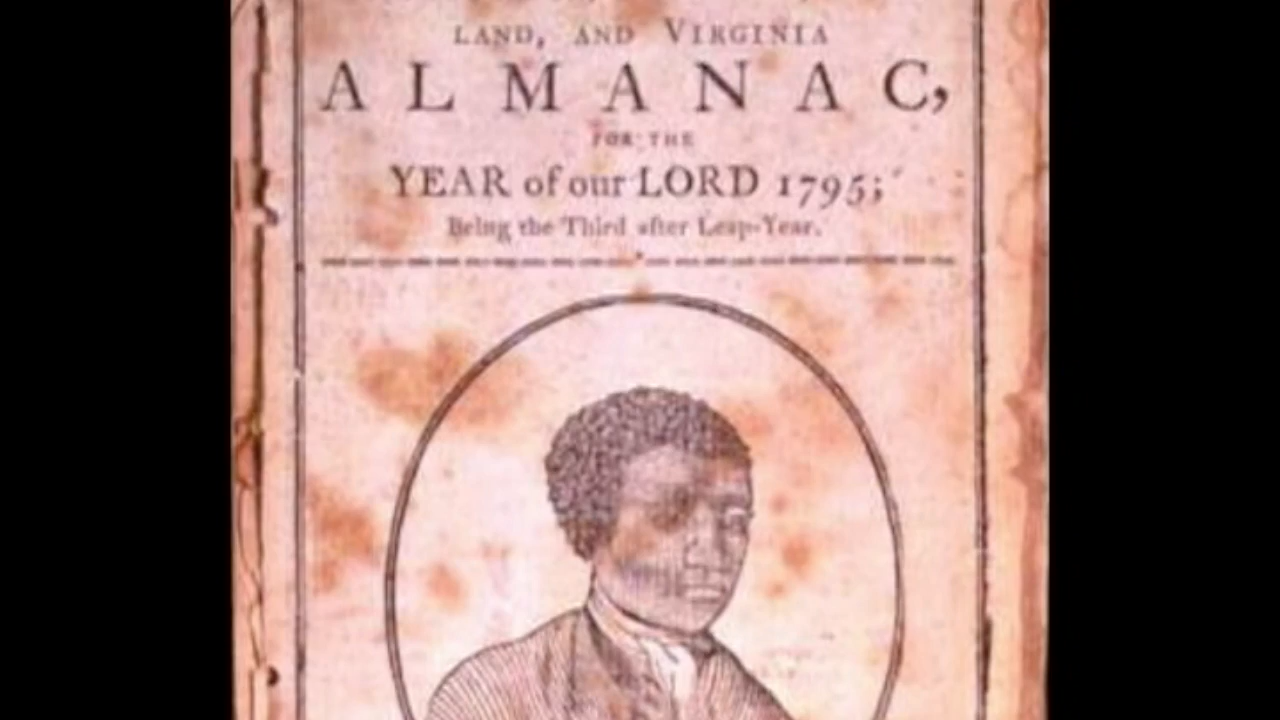 LAND, AND VIRGINIA
ALMANAC,
FOR THE
YEAR of our LORD 1795;
Being the Third after Leap-Year.